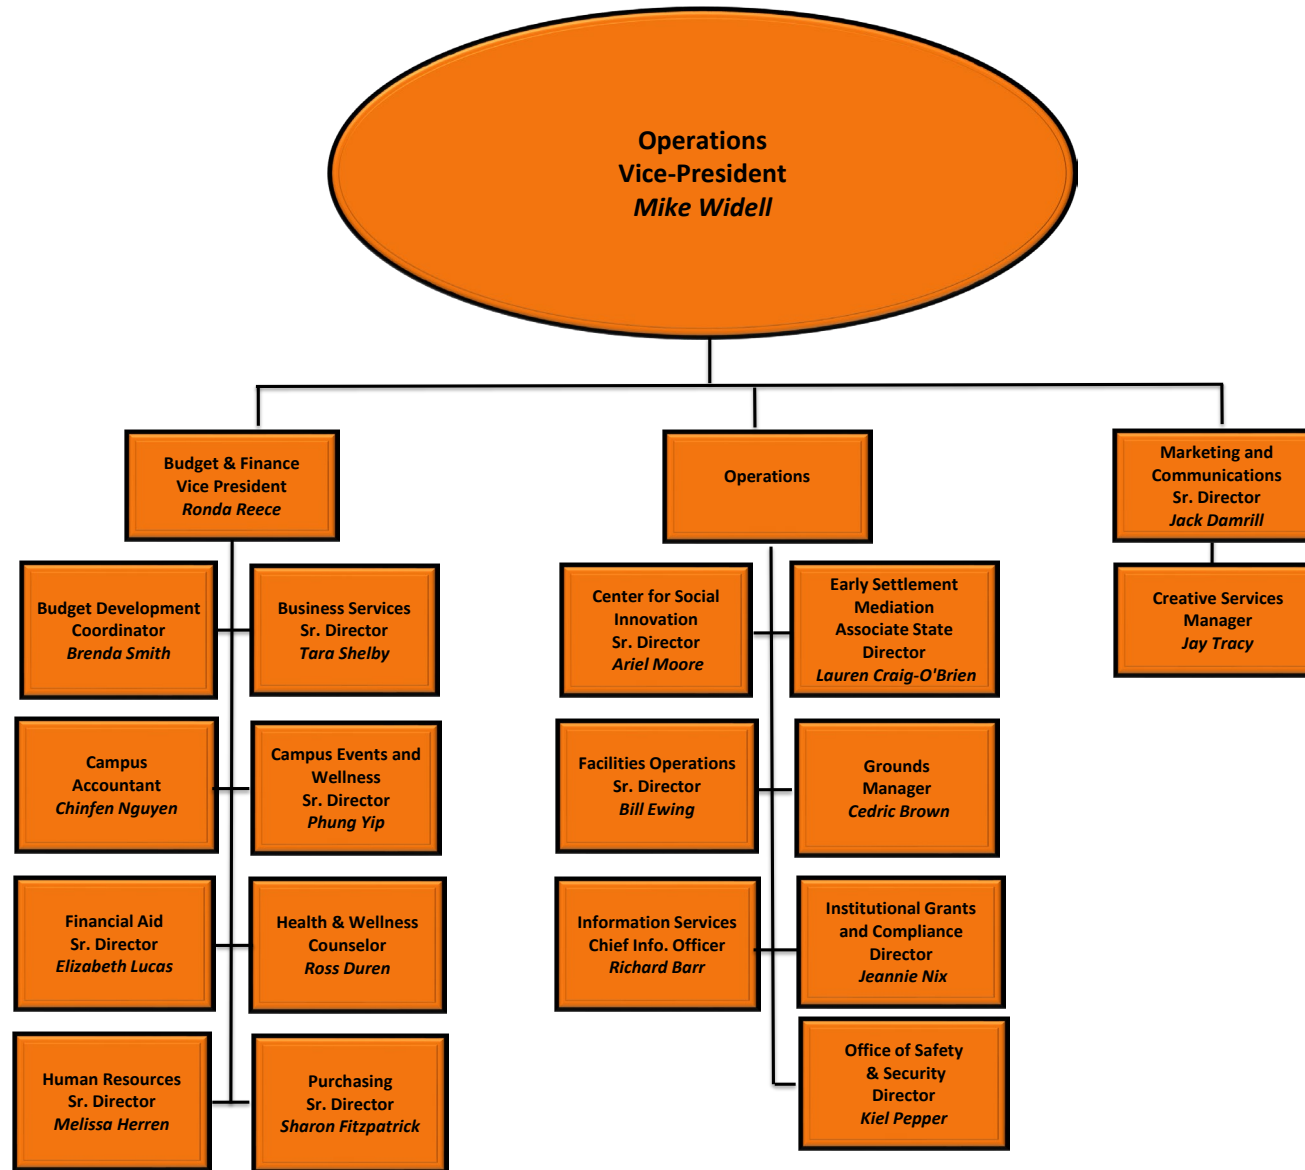 Operations
Vice-President
Mike Widell
Budget & Finance
Vice President
Ronda Reece
Operations
Marketing and
Communications
Sr. Director
Jack Damrill
Budget Development
Coordinator
Brenda Smith
Business Services
Sr. Director
Tara Shelby
Center for Social
Innovation
Sr. Director
Ariel Moore
Early Settlement
Mediation
Associate State
Director
Lauren Craig-O'Brien
Creative Services
Manager
Jay Tracy
Campus
Accountant
Chinfen Nguyen
Campus Events and
Wellness
Sr. Director
Phung Yip
Facilities Operations
Sr. Director
Bill Ewing
Grounds
Manager
Cedric Brown
Financial Aid
Sr. Director
Elizabeth Lucas
Health & Wellness
Counselor
Ross Duren
Information Services
Chief Info. Officer
Richard Barr
Institutional Grants
and Compliance
Director
Jeannie Nix
Human Resources
Sr. Director
Melissa Herren
Purchasing
Sr. Director
Sharon Fitzpatrick
Office of Safety
& Security
Director
Kiel Pepper